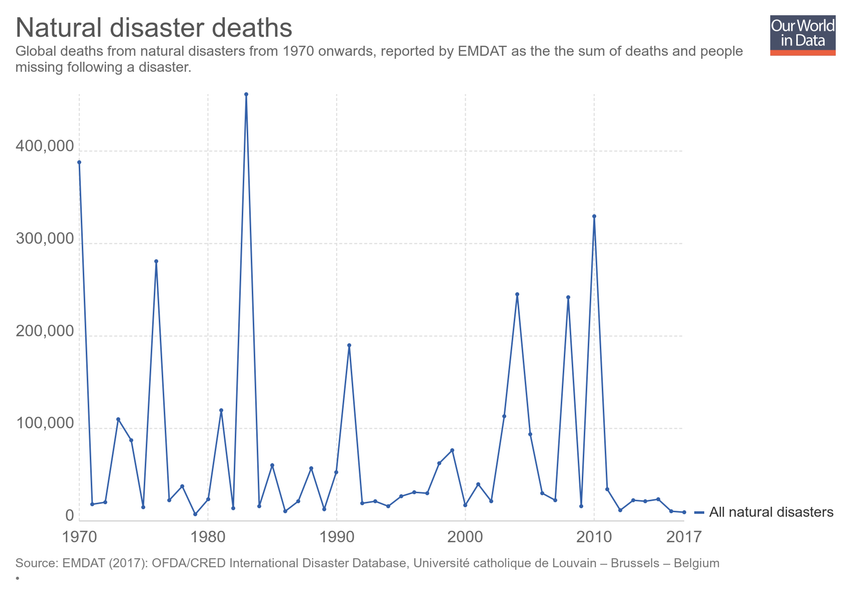 Natural disaster deaths
Our World
in Data
Global deaths from natural disasters from 1970 onwards, reported by EMDAT as the the sum of deaths and people
missing following a disaster.
400,000
300,000
200,000
100,000
0
1970
1980
1990
2000
2010
2017
All natural disasters
Source: EMDAT (2017): OFDA/CRED International Disaster Database, Université catholique de Louvain – Brussels – Belgium
•